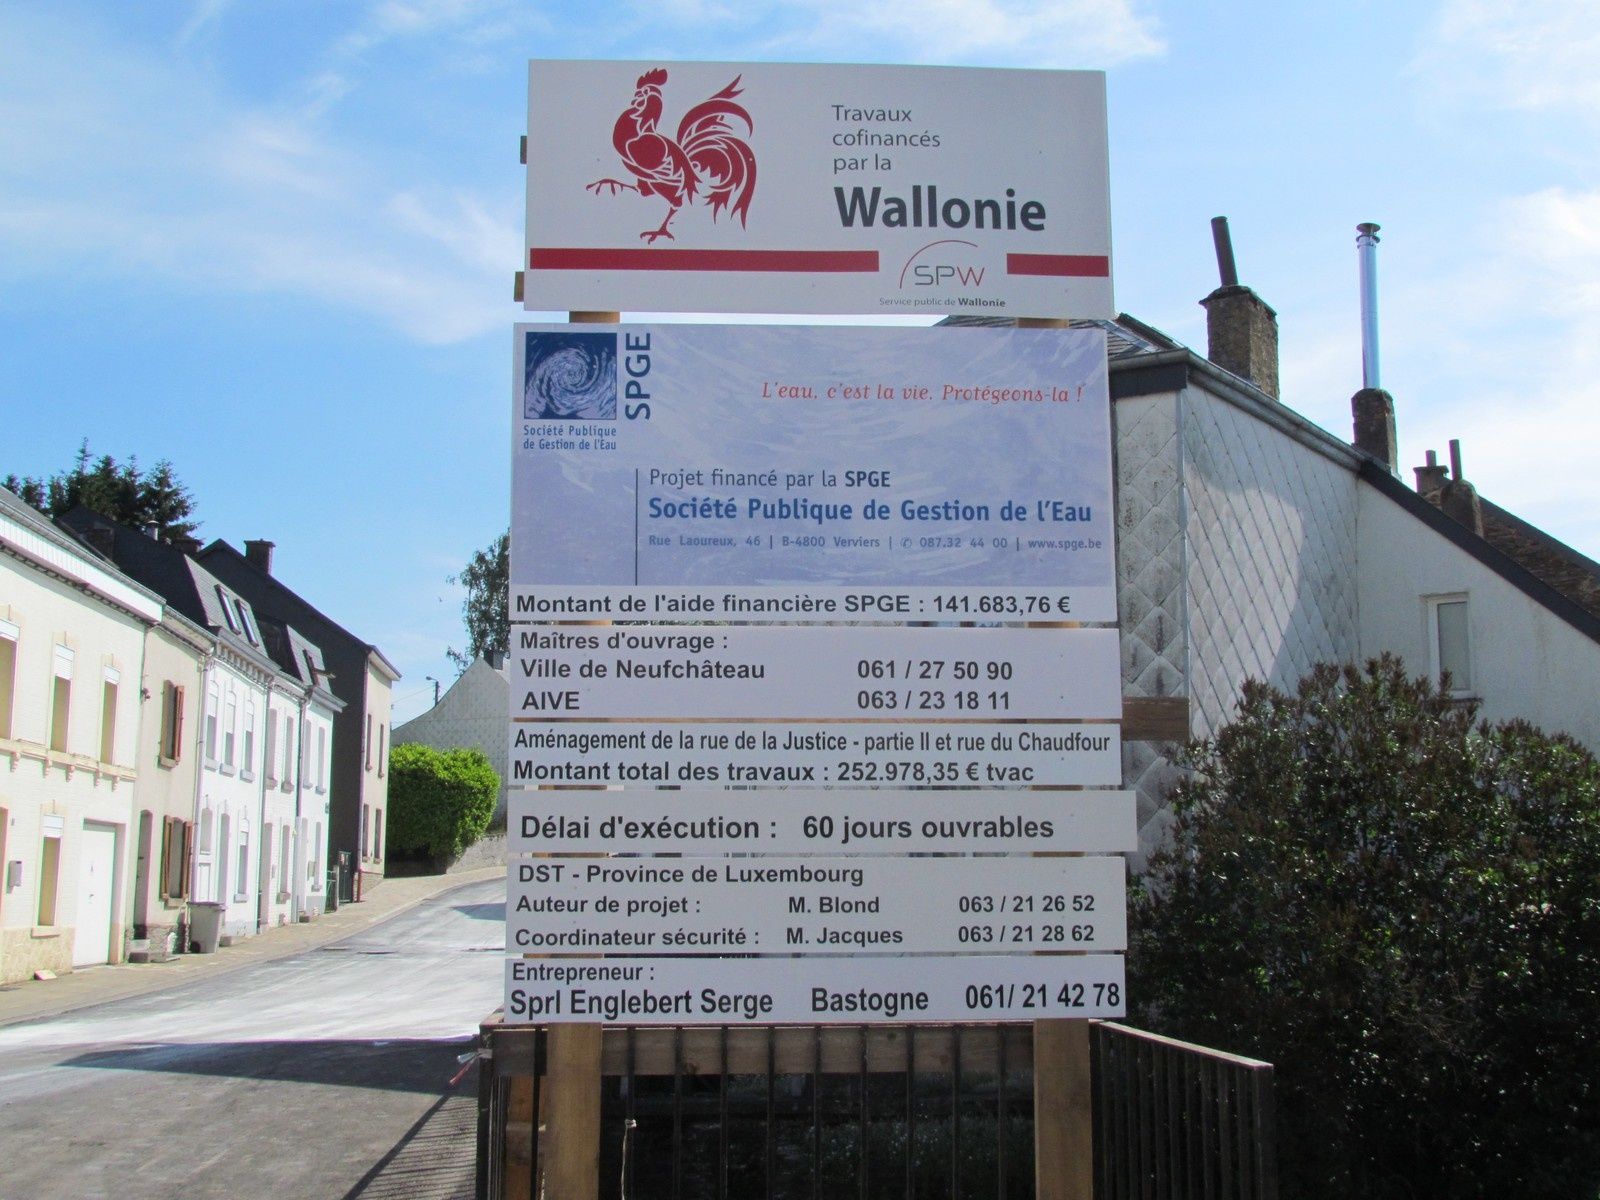 Travaux
cofinancés
par la
Wallonie
SPW
Service public de Wallonie
SPGE
Société Publique
de Gestion de l'Eau
L'eau, c'est la vie. Protégeons-la !
Projet financé par la SPGE
Société Publique de Gestion de l'Eau
Rue Laoureux, 46 | B-4800 Verviers | ✆ 087.32 44 00 | www.spge.be
Montant de l'aide financière SPGE : 141.683,76 €
Maîtres d'ouvrage :
Ville de Neufchâteau 061 / 27 50 90
AIVE 063 / 23 18 11
Aménagement de la rue de la Justice - partie II et rue du Chaudfour
Montant total des travaux : 252.978,35 € tvac
Délai d'exécution : 60 jours ouvrables
DST - Province de Luxembourg
Auteur de projet : M. Blond 063 / 21 26 52
Coordinateur sécurité : M. Jacques 063 / 21 28 62
Entrepreneur :
Sprl Englebert Serge Bastogne 061/ 21 42 78